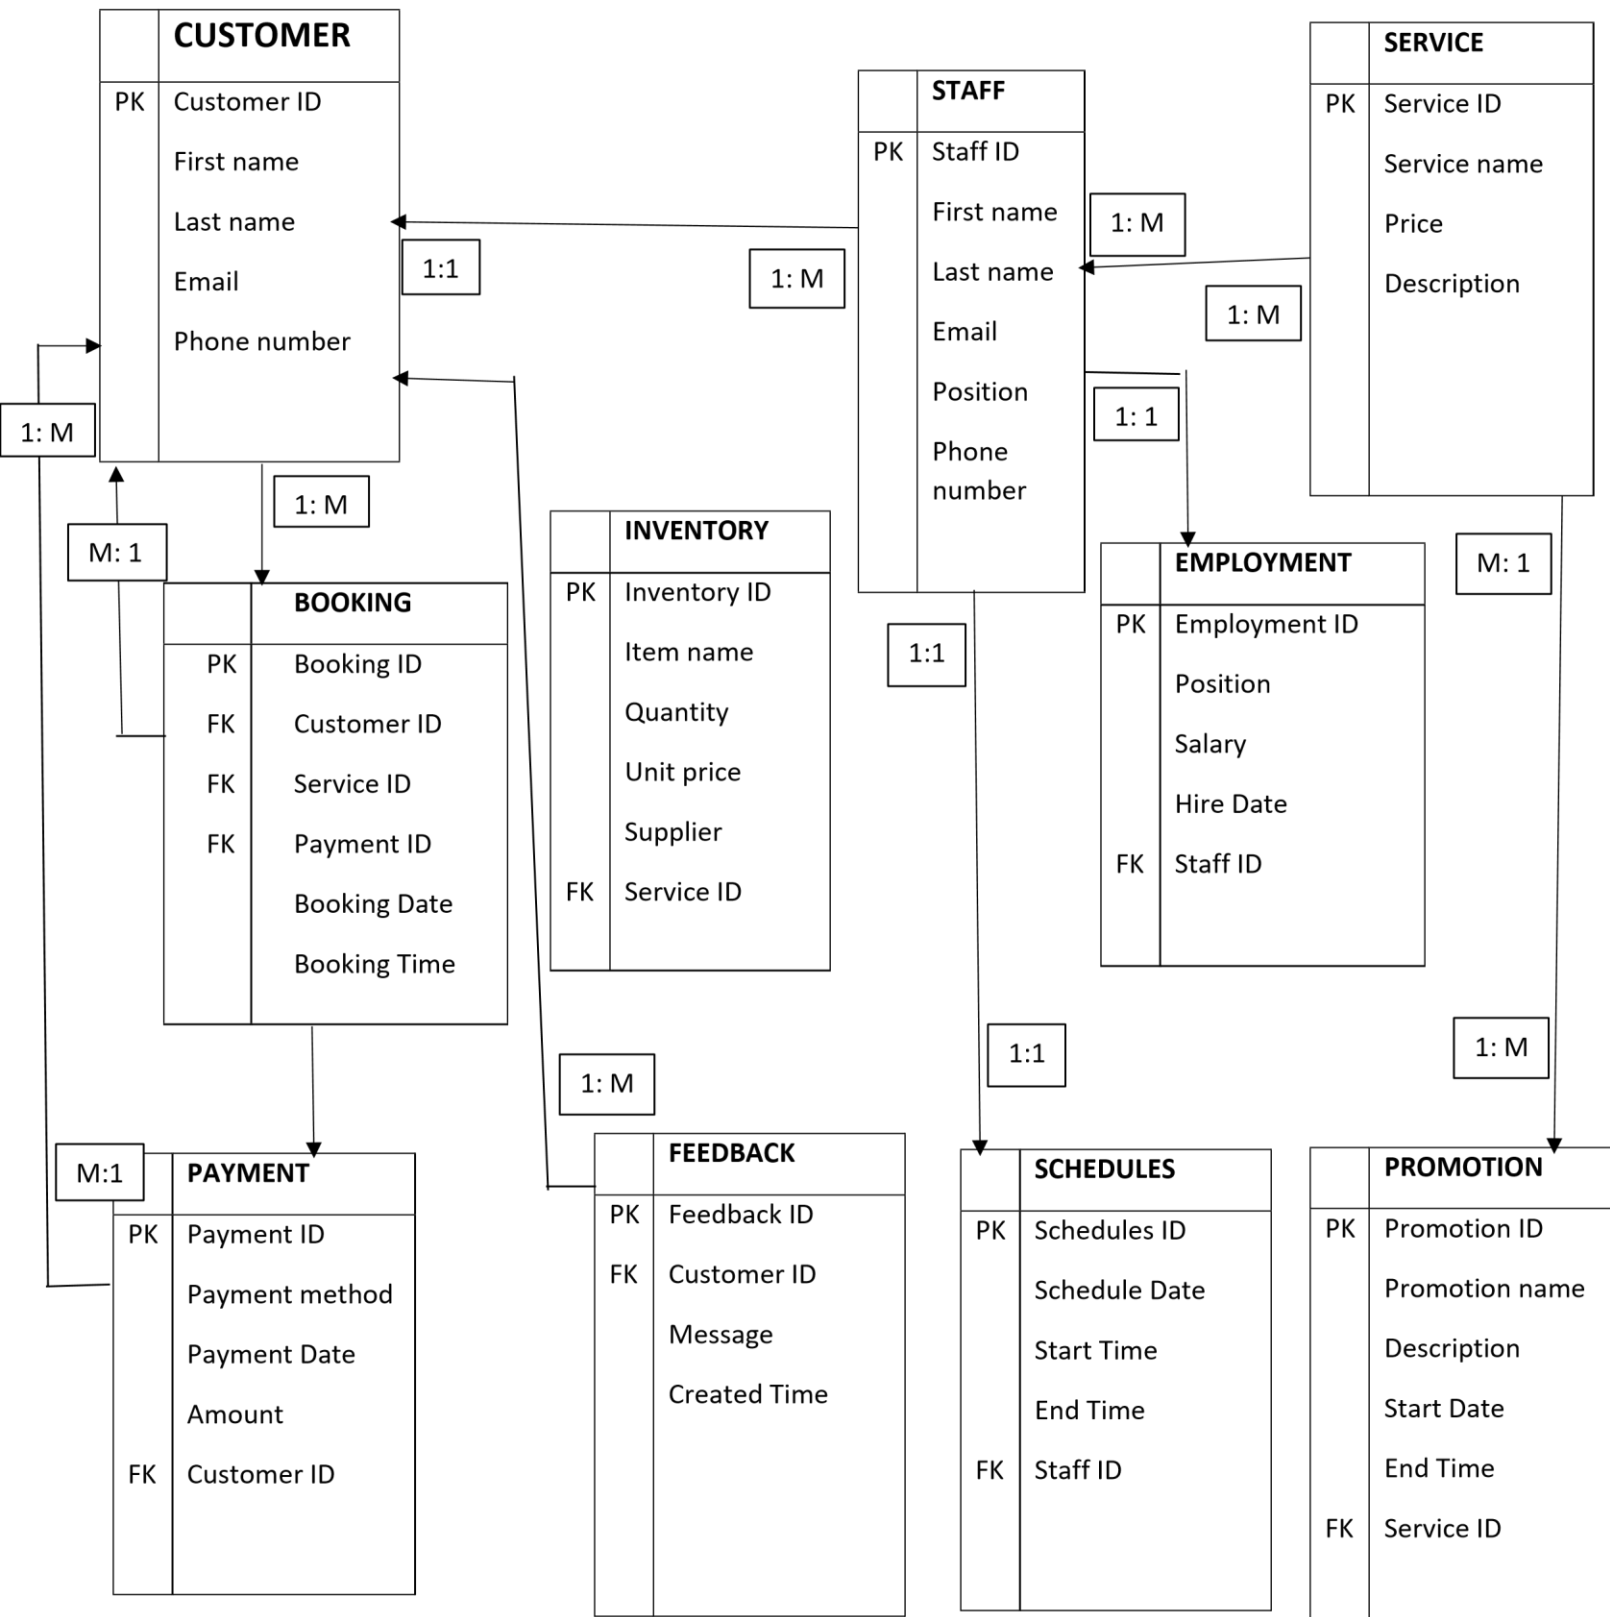 CUSTOMER
PK Customer ID
First name
Last name
Email
Phone number
STAFF
PK Staff ID
First name
Last name
Email
Position
Phone
number
SERVICE
PK Service ID
Service name
Price
Description
1:1
1: M
1: M
1: M
1: 1
1: M
1: M
M: 1
BOOKING
PK Booking ID
FK Customer ID
FK Service ID
FK Payment ID
Booking Date
Booking Time
INVENTORY
PK Inventory ID
Item name
Quantity
Unit price
Supplier
FK Service ID
EMPLOYMENT
PK Employment ID
Position
Salary
Hire Date
FK Staff ID
M: 1
1:1
1:1
1: M
1: M
M:1
PAYMENT
PK Payment ID
Payment method
Payment Date
Amount
FK Customer ID
FEEDBACK
PK Feedback ID
FK Customer ID
Message
Created Time
SCHEDULES
PK Schedules ID
Schedule Date
Start Time
End Time
FK Staff ID
PROMOTION
PK Promotion ID
Promotion name
Description
Start Date
End Time
FK Service ID